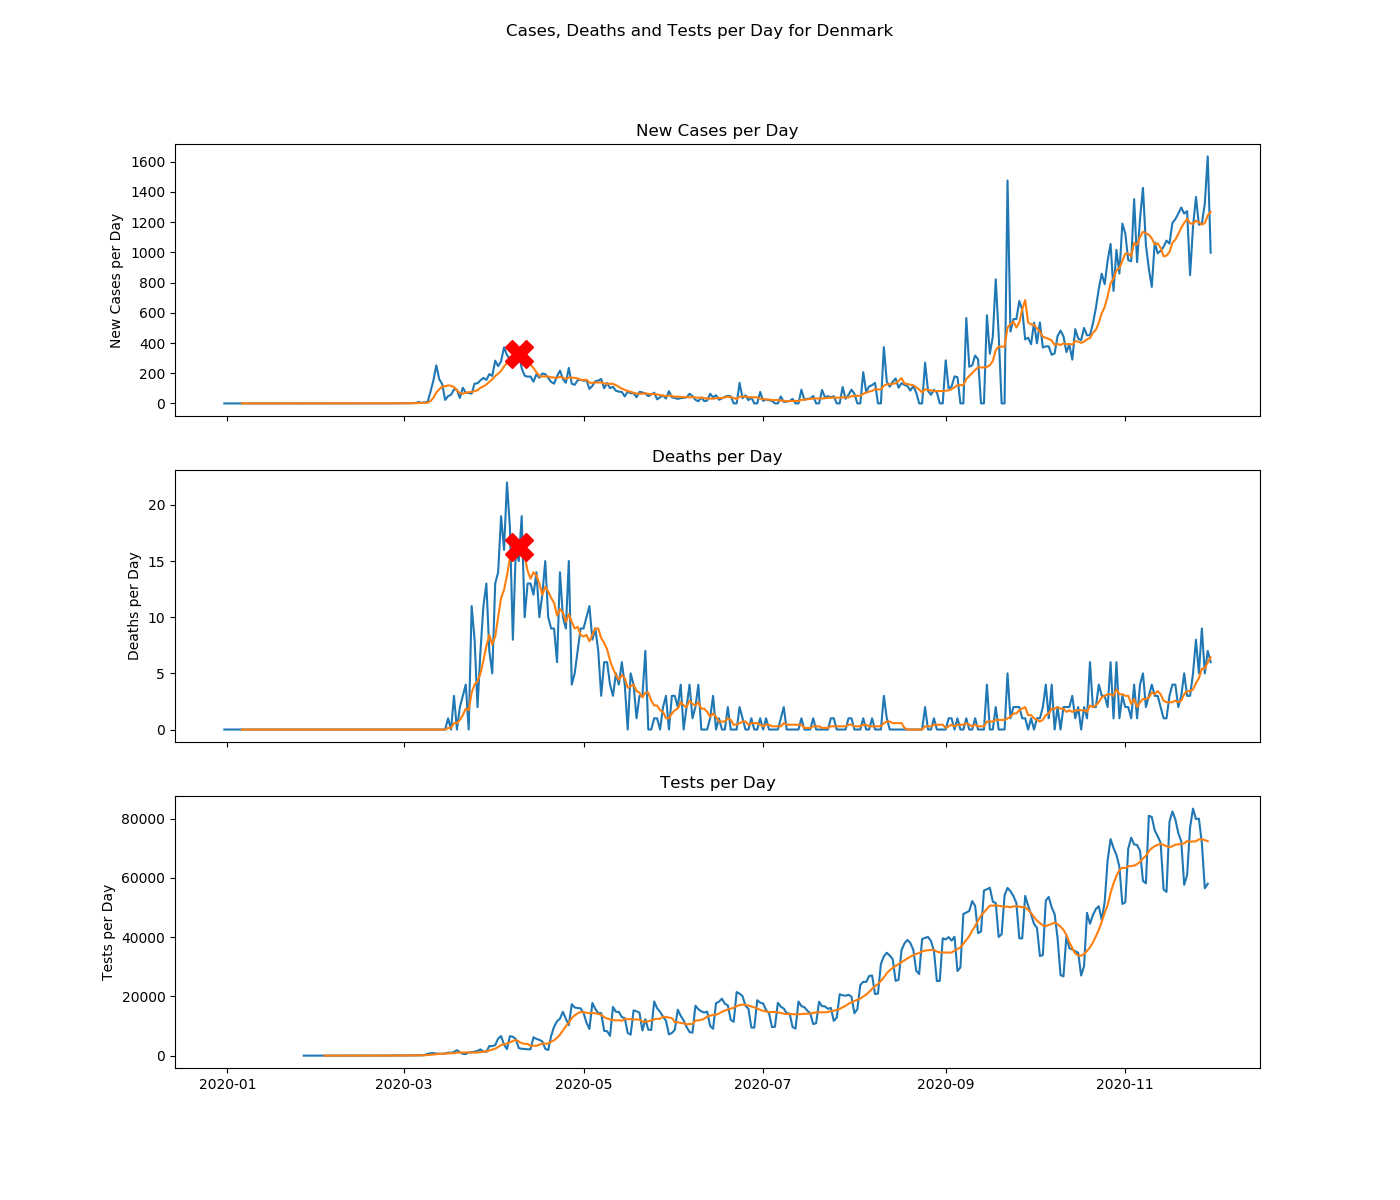 Cases, Deaths and Tests per Day for Denmark
New Cases per Day
New Cases per Day
1600
1400
1200
1000
800
600
400
200
0
Deaths per Day
Deaths per Day
20
15
10
5
0
Tests per Day
Tests per Day
80000
60000
40000
20000
0
2020-01 2020-03 2020-05 2020-07 2020-09 2020-11